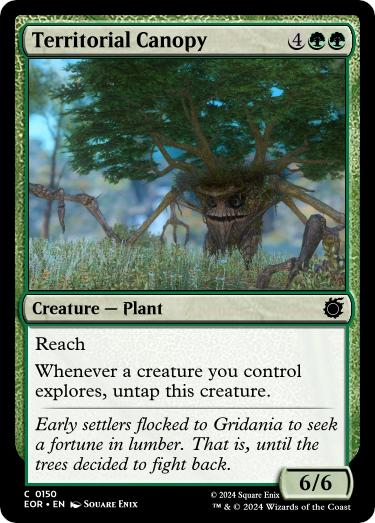 Territorial Canopy 4
Creature — Plant
Reach
Whenever a creature you control
explores, untap this creature.
Early settlers flocked to Gridania to seek
a fortune in lumber. That is, until the
trees decided to fight back.
6/6
C 0150
EOR • EN SQUARE ENIX
© 2024 Square Enix
™ & © 2024 Wizards of the Coast